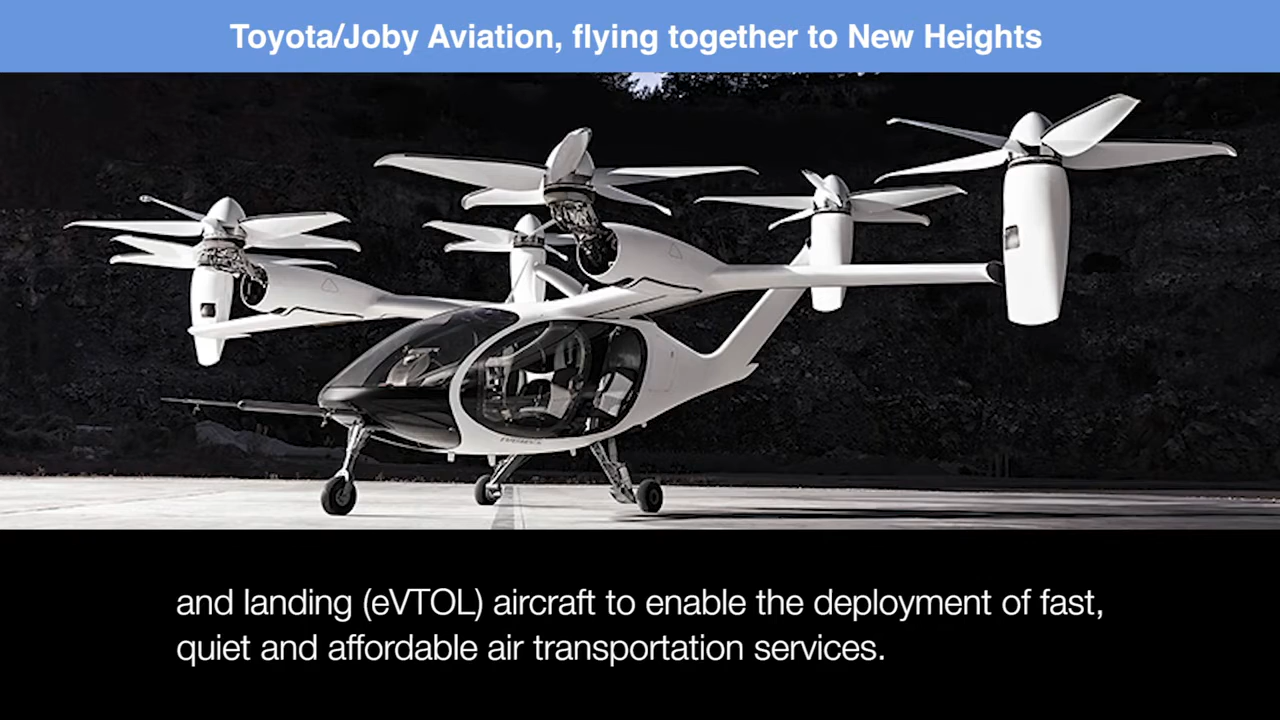 Toyota/Joby Aviation, flying together to New Heights
and landing (eVTOL) aircraft to enable the deployment of fast,
quiet and affordable air transportation services.